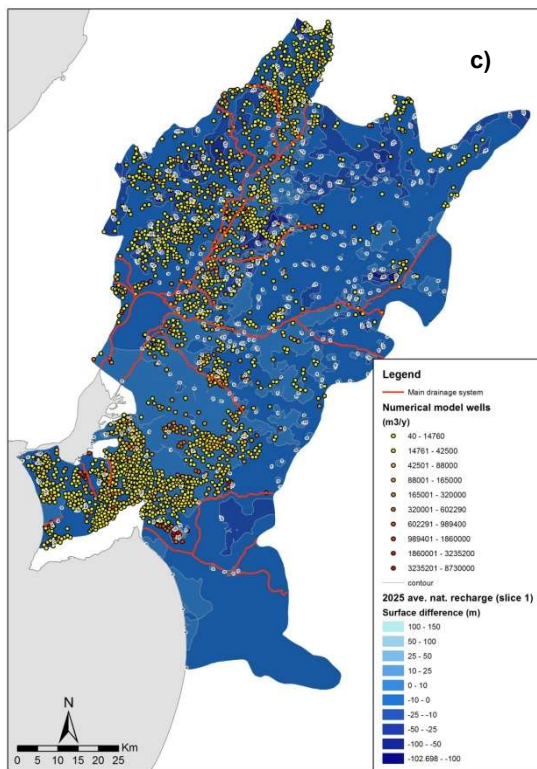 c)
Legend
Main drainage system
Numerical model wells
(m3/y)
40 - 14760
14761 - 42500
42501 - 88000
88001 - 165000
165001 - 320000
320001 - 602290
602291 - 989400
989401 - 1860000
1860001 - 3235200
3235201 - 8730000
contour
2025 ave. nat. recharge (slice 1)
Surface difference (m)
100 - 150
50 - 100
25 - 50
10 - 25
0 - 10
-10 - 0
-25 - -10
-50 - -25
-100 - -50
-102.698 - -100
N
0 5 10 15 20 25
Km